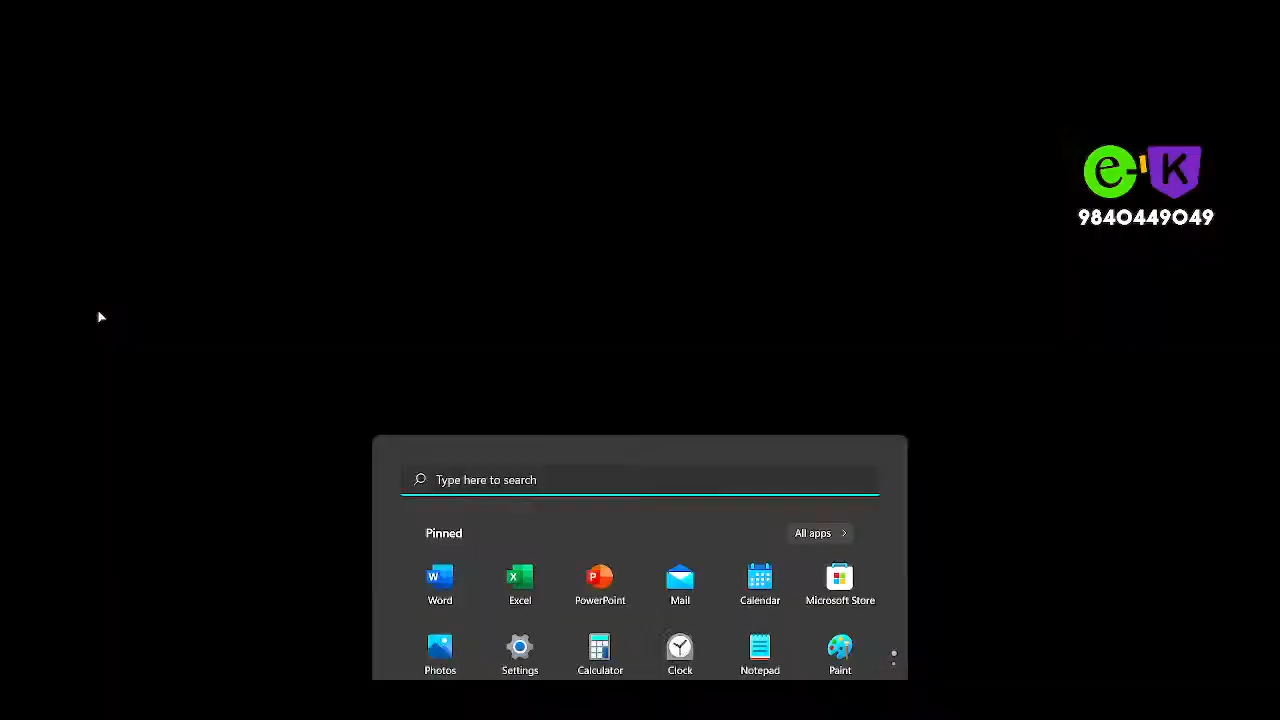 e-K
9840449049
Type here to search
Pinned
All apps
Word
Excel
PowerPoint
Mail
Calendar
Microsoft Store
Photos
Settings
Calculator
Clock
Notepad
Paint